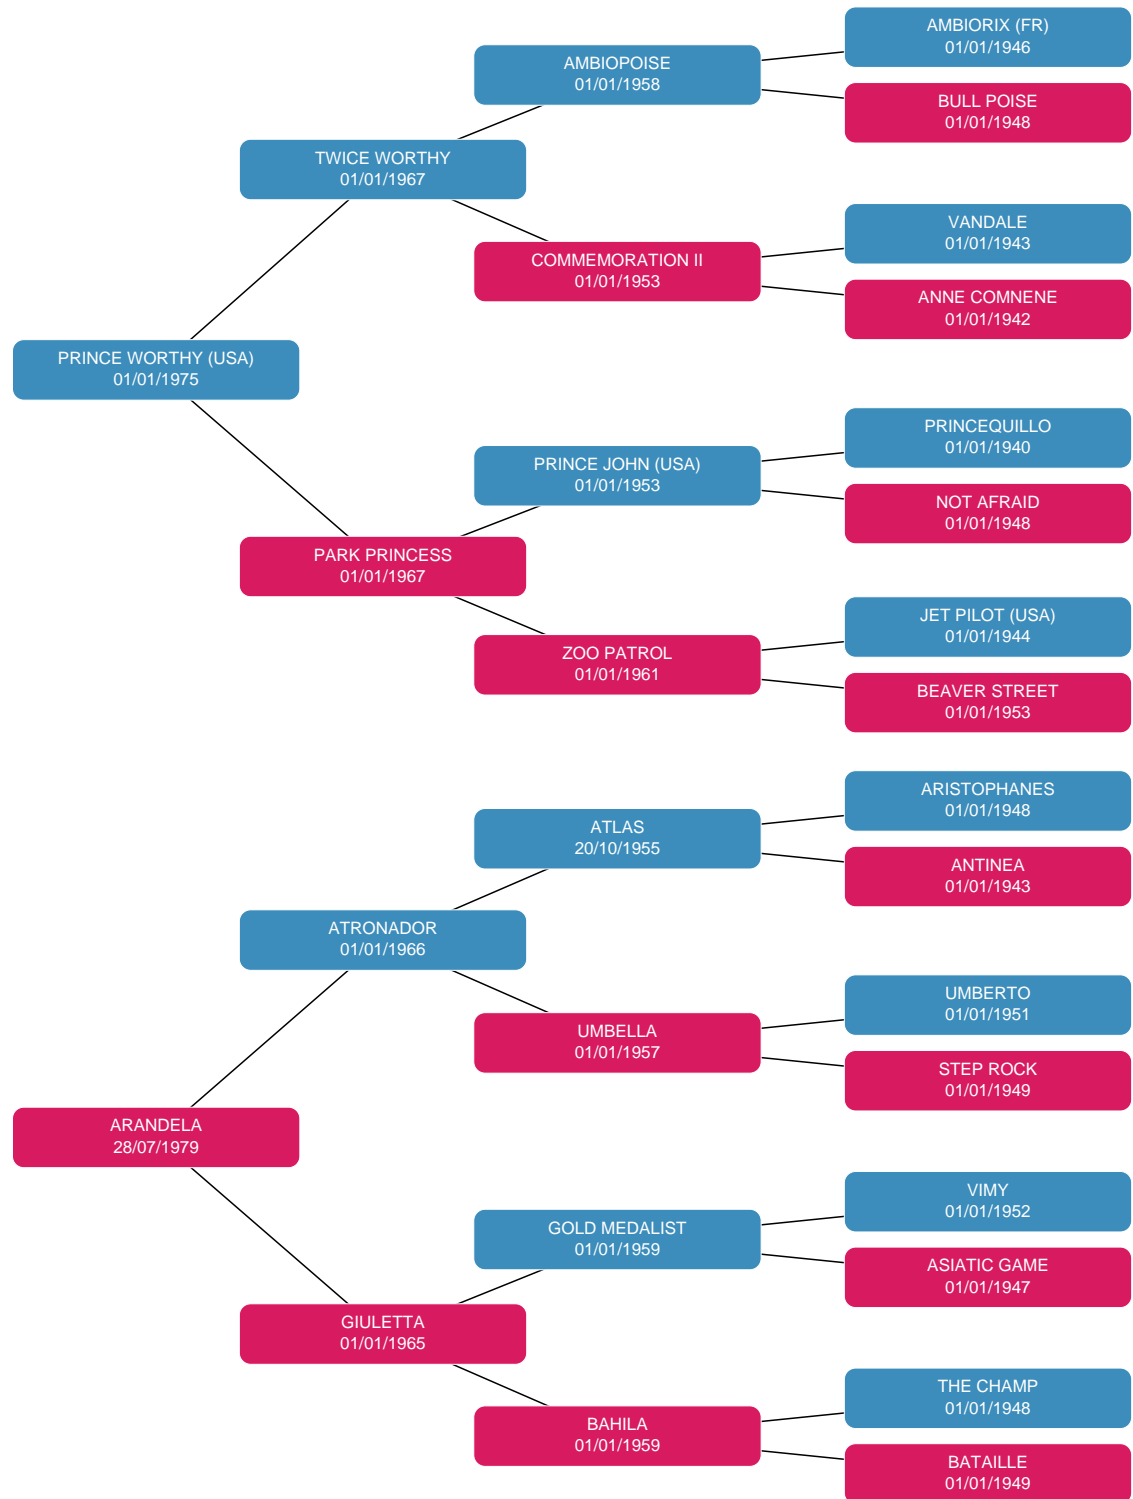 AMBIORIX (FR)
01/01/1946
AMBIOPOISE
01/01/1958
BULL POISE
01/01/1948
TWICE WORTHY
01/01/1967
VANDALE
01/01/1943
COMMEMORATION II
01/01/1953
ANNE COMNENE
01/01/1942
PRINCE WORTHY (USA)
01/01/1975
PRINCEQUILLO
01/01/1940
PRINCE JOHN (USA)
01/01/1953
NOT AFRAID
01/01/1948
PARK PRINCESS
01/01/1967
JET PILOT (USA)
01/01/1944
ZOO PATROL
01/01/1961
BEAVER STREET
01/01/1953
ARISTOPHANES
01/01/1948
ATLAS
20/10/1955
ANTINEA
01/01/1943
ATRONADOR
01/01/1966
UMBERTO
01/01/1951
UMBELLA
01/01/1957
STEP ROCK
01/01/1949
ARANDELA
28/07/1979
VIMY
01/01/1952
GOLD MEDALIST
01/01/1959
ASIATIC GAME
01/01/1947
GIULETTA
01/01/1965
THE CHAMP
01/01/1948
BAHILA
01/01/1959
BATAILLE
01/01/1949